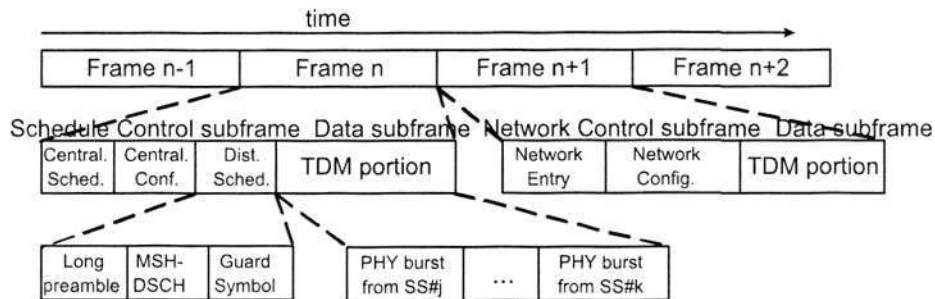 time
Frame n-1 Frame n Frame n+1 Frame n+2
Schedule Control subframe Data subframe Network Control subframe Data subframe
Central. Central. Dist. Network Network
Sched. Conf. Sched. TDM portion Entry Config. TDM portion
Long MSH- Guard PHY burst ... PHY burst
preamble DSCH Symbol from SS#j from SS#k